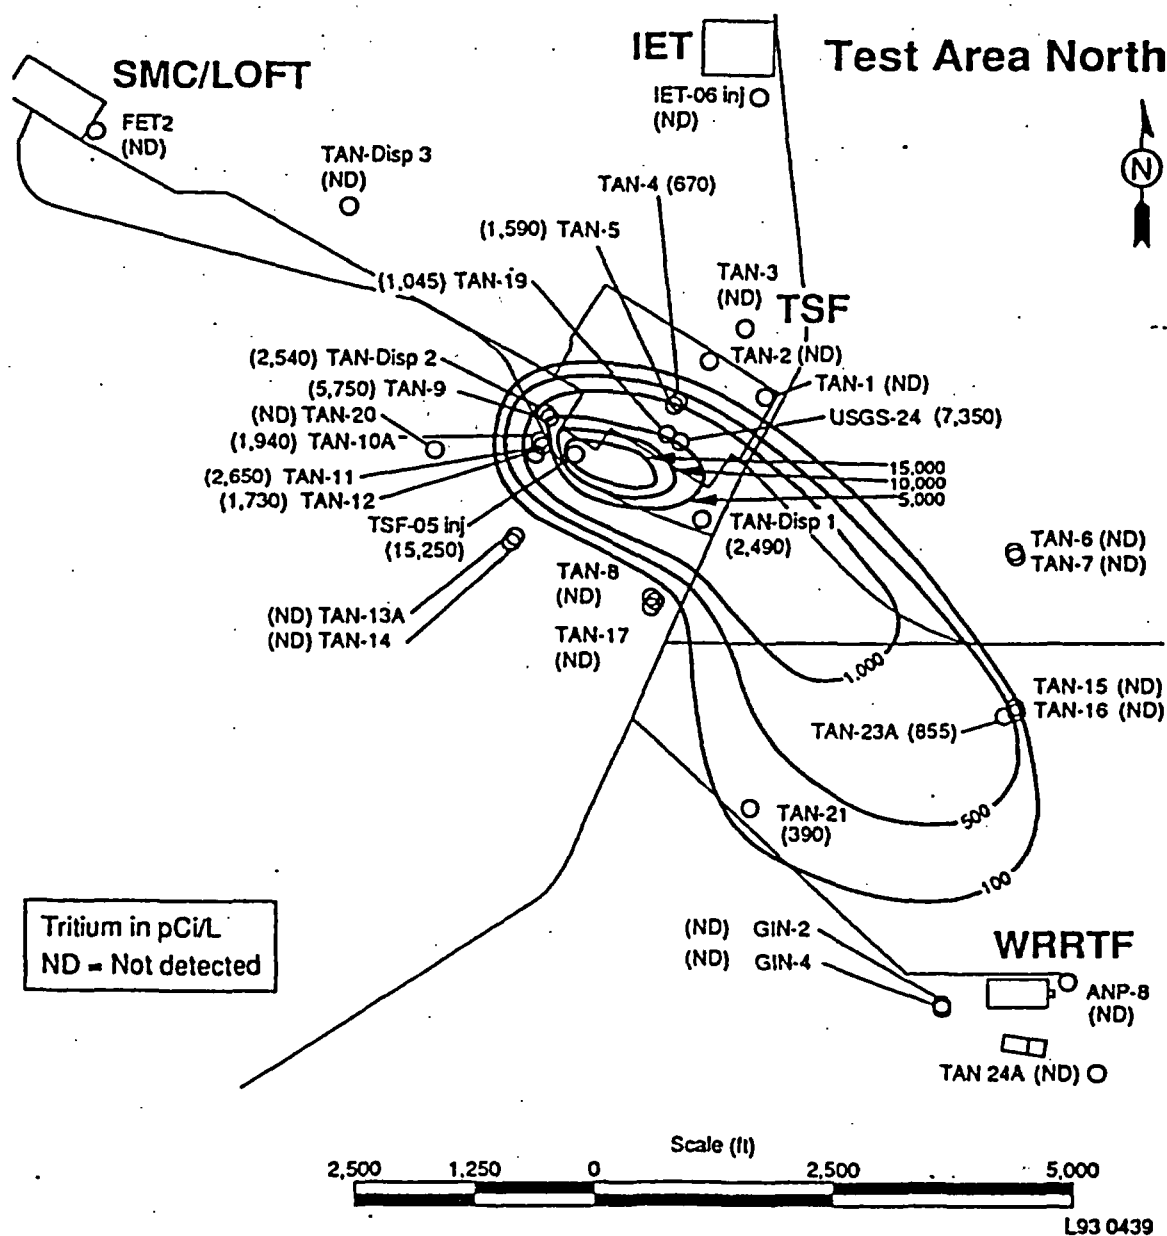 IET
Test Area North
SMC/LOFT
IET-06 inj
(ND)
FET2
(ND)
N
TAN-Disp 3
(ND)
TAN-4 (670)
(1,590) TAN-5
TAN-3
(ND)
(1,045) TAN-19
TSF
(2,540) TAN-Disp 2
TAN-2 (ND)
TAN-1 (ND)
(5,750) TAN-9
(ND) TAN-20
USGS-24 (7,350)
(1,940) TAN-10A
15,000
(2,650) TAN-11
10,000
(1,730) TAN-12
5,000
TSF-05 inj
(15,250)
TAN-Disp 1
(2,490)
TAN-6 (ND)
TAN-7 (ND)
TAN-8
(ND)
(ND) TAN-13A
(ND) TAN-14
TAN-17
(ND)
1,000
TAN-15 (ND)
TAN-16 (ND)
TAN-23A (855)
TAN-21
(390)
500
100
Tritium in pCi/L
ND = Not detected
(ND) GIN-2
(ND) GIN-4
WRRTF
ANP-8
(ND)
TAN 24A (ND)
Scale (ft)
2,500 1,250 0 2,500 5,000
L93 0439